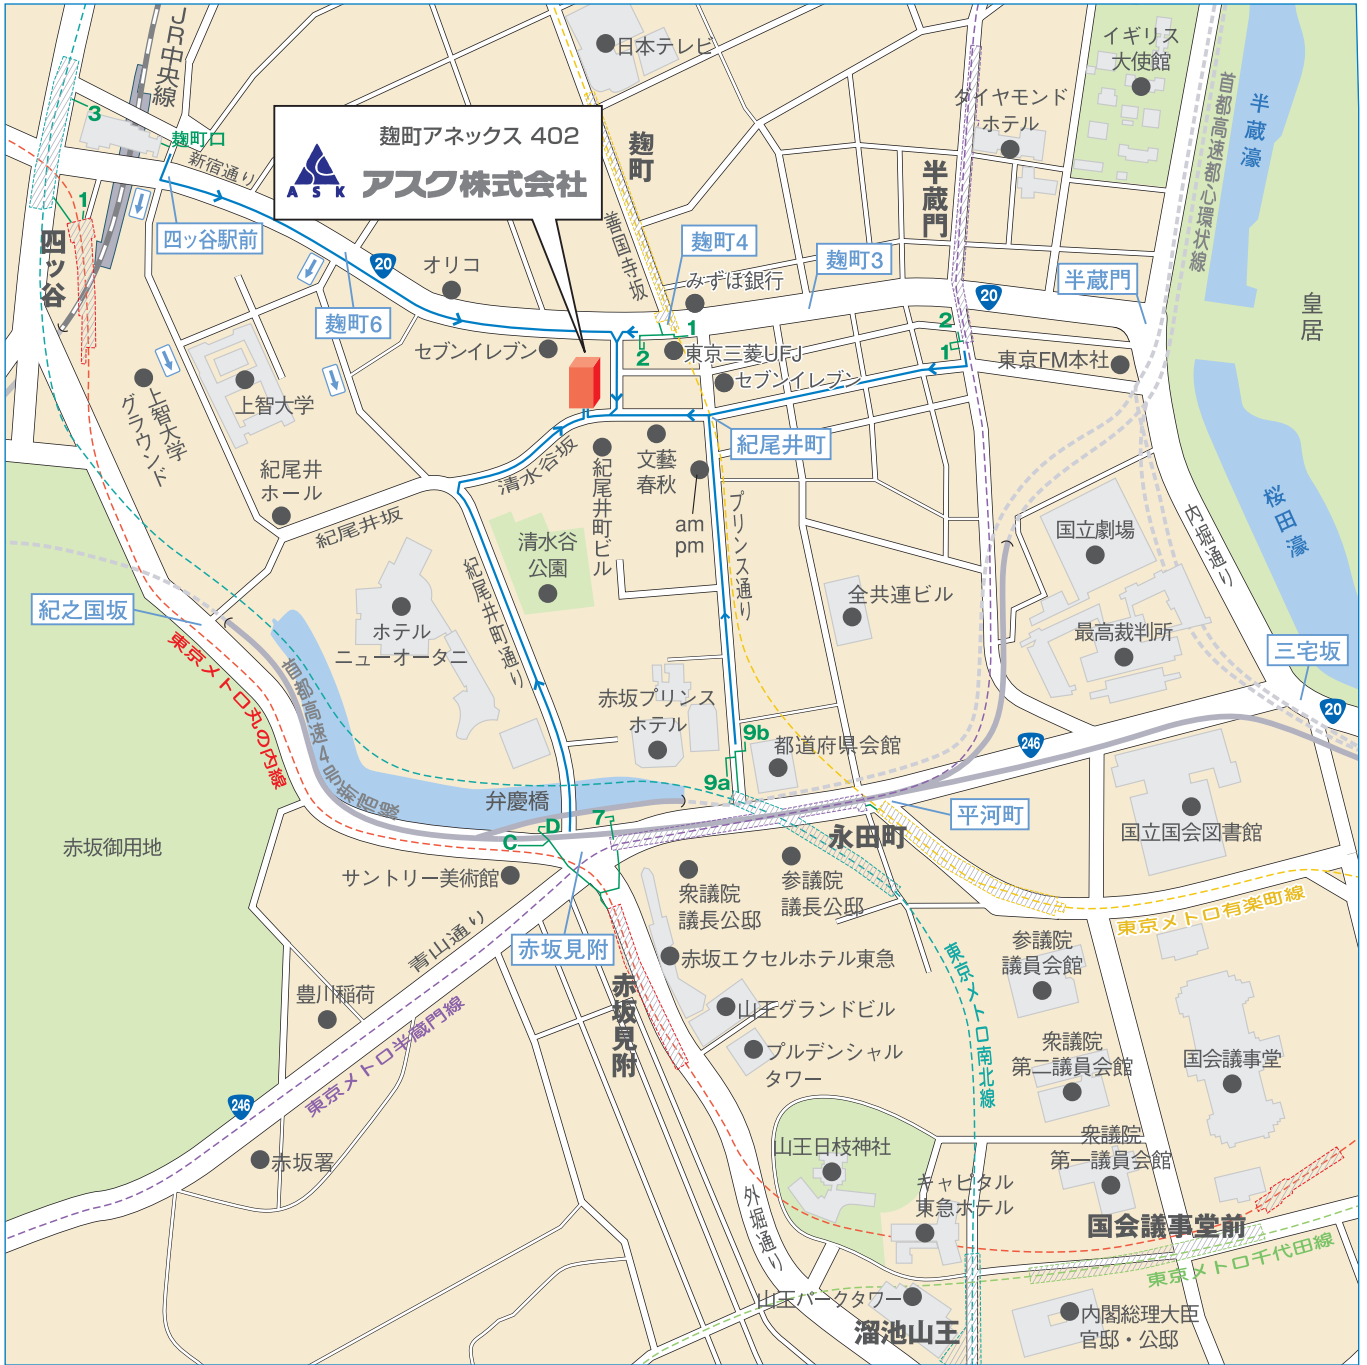 JR中央線
日本テレビ
イギリス
大使館
首都高速都心環状線
半蔵濠
3
麹町口
新宿通り
麹町アネックス 402
ASK
アスク株式会社
麹町
ダイヤモンド
ホテル
半蔵門
1
四ッ谷
四ッ谷駅前
20
オリコ
善国寺坂
麹町4
みずほ銀行
麹町3
半蔵門
20
皇居
麹町6
セブンイレブン
1
2
東京三菱UFJ
2
1
東京FM本社
セブンイレブン
上智大学
グラウンド
上智大学
紀尾井町
紀尾井
ホール
清水谷坂
紀尾井町ビル
文藝
春秋
am
pm
プリンス通り
紀尾井坂
清水谷
公園
国立劇場
内堀通り
桜田濠
紀之国坂
ホテル
ニューオータニ
紀尾井町通り
全共連ビル
最高裁判所
三宅坂
20
東京メトロ丸の内線
首都高速4号新宿線
赤坂プリンス
ホテル
9b
9a
都道府県会館
246
弁慶橋
平河町
永田町
国立国会図書館
赤坂御用地
C
D
7
サントリー美術館
衆議院
議長公邸
参議院
議長公邸
東京メトロ有楽町線
青山通り
赤坂見附
赤坂エクセルホテル東急
東京メトロ南北線
参議院
議員会館
豊川稲荷
赤坂見附
山王グランドビル
プルデンシャル
タワー
衆議院
第二議員会館
国会議事堂
東京メトロ半蔵門線
246
赤坂署
山王日枝神社
衆議院
第一議員会館
キャピタル
東急ホテル
外堀通り
国会議事堂前
東京メトロ千代田線
山王パークタワー
溜池山王
内閣総理大臣
官邸・公邸